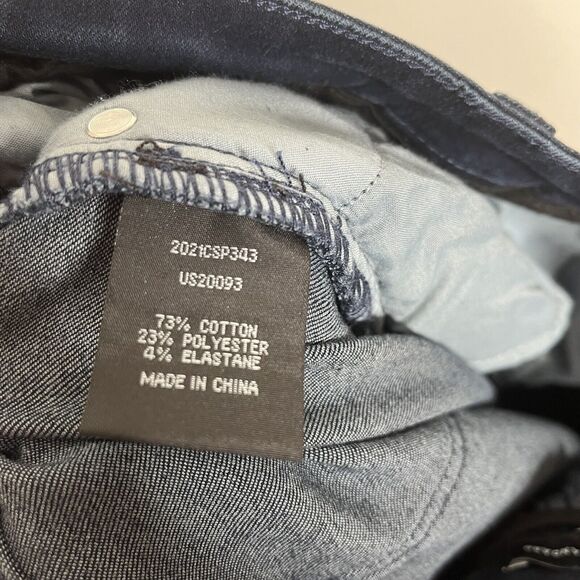 2021CSP343
US20093
73% COTTON
23% POLYESTER
4% ELASTANE
MADE IN CHINA